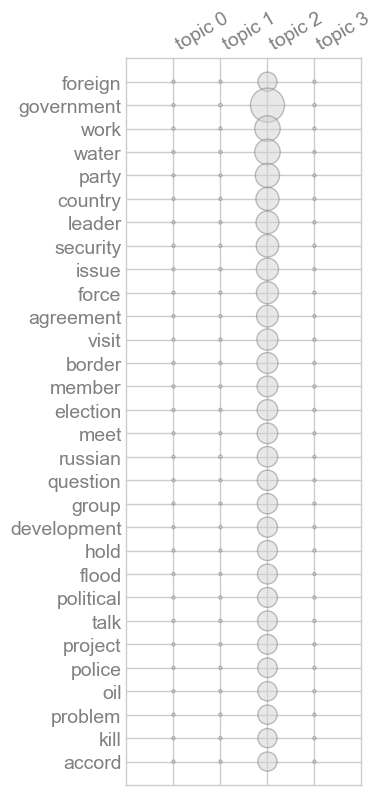 topic 0
topic 1
topic 2
topic 3
foreign
government
work
water
party
country
leader
security
issue
force
agreement
visit
border
member
election
meet
russian
question
group
development
hold
flood
political
talk
project
police
oil
problem
kill
accord